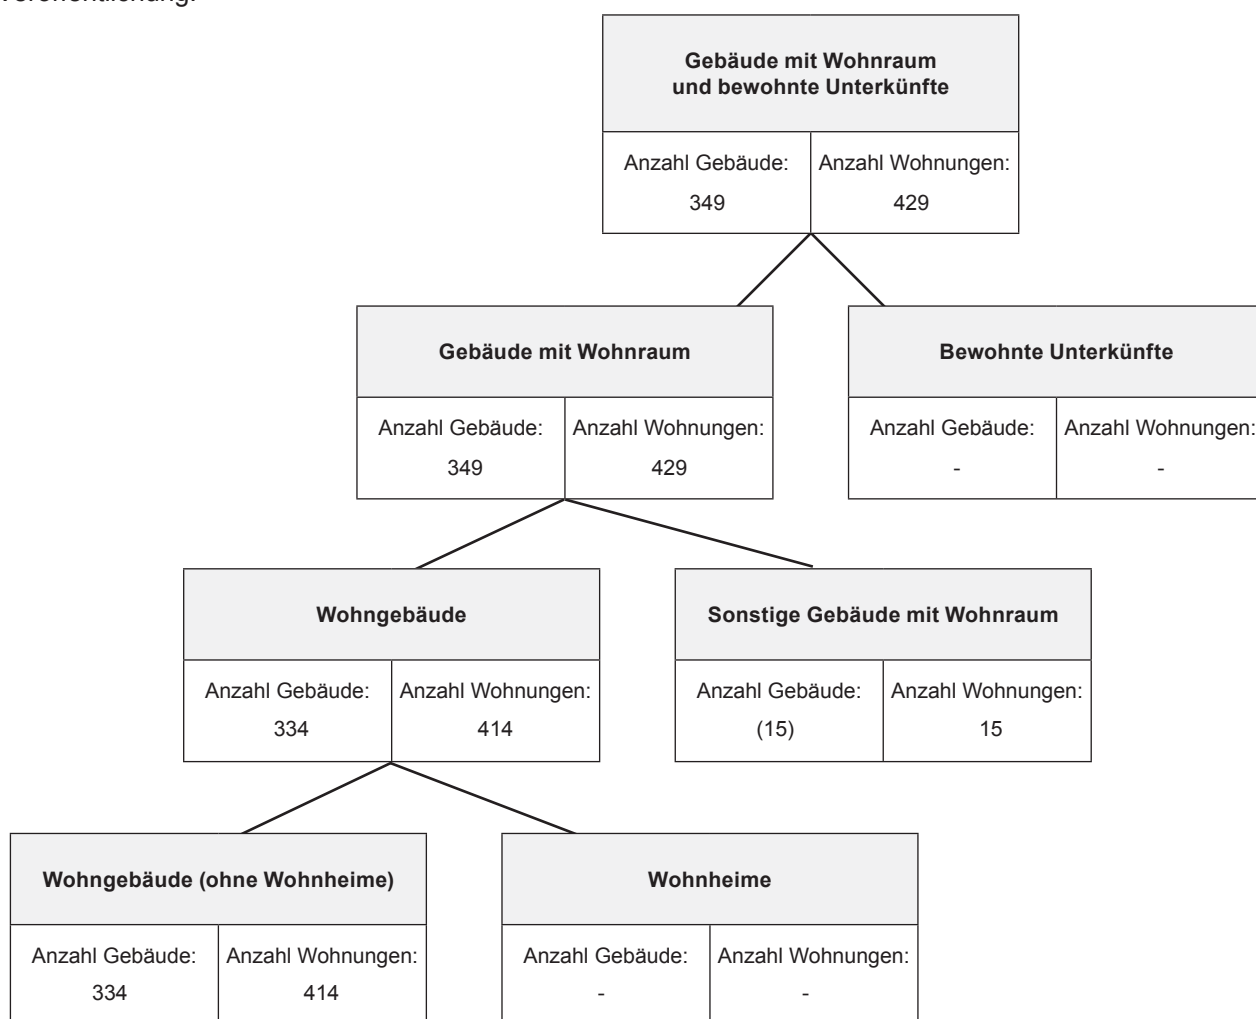 Veröffentlichung.
Gebäude mit Wohnraum
und bewohnte Unterkünfte
Anzahl Gebäude: Anzahl Wohnungen:
349 429
Gebäude mit Wohnraum Bewohnte Unterkünfte
Anzahl Gebäude: Anzahl Wohnungen: Anzahl Gebäude: Anzahl Wohnungen:
349 429 - -
Wohngebäude Sonstige Gebäude mit Wohnraum
Anzahl Gebäude: Anzahl Wohnungen: Anzahl Gebäude: Anzahl Wohnungen:
334 414 (15) 15
Wohngebäude (ohne Wohnheime) Wohnheime
Anzahl Gebäude: Anzahl Wohnungen: Anzahl Gebäude: Anzahl Wohnungen:
334 414 - -